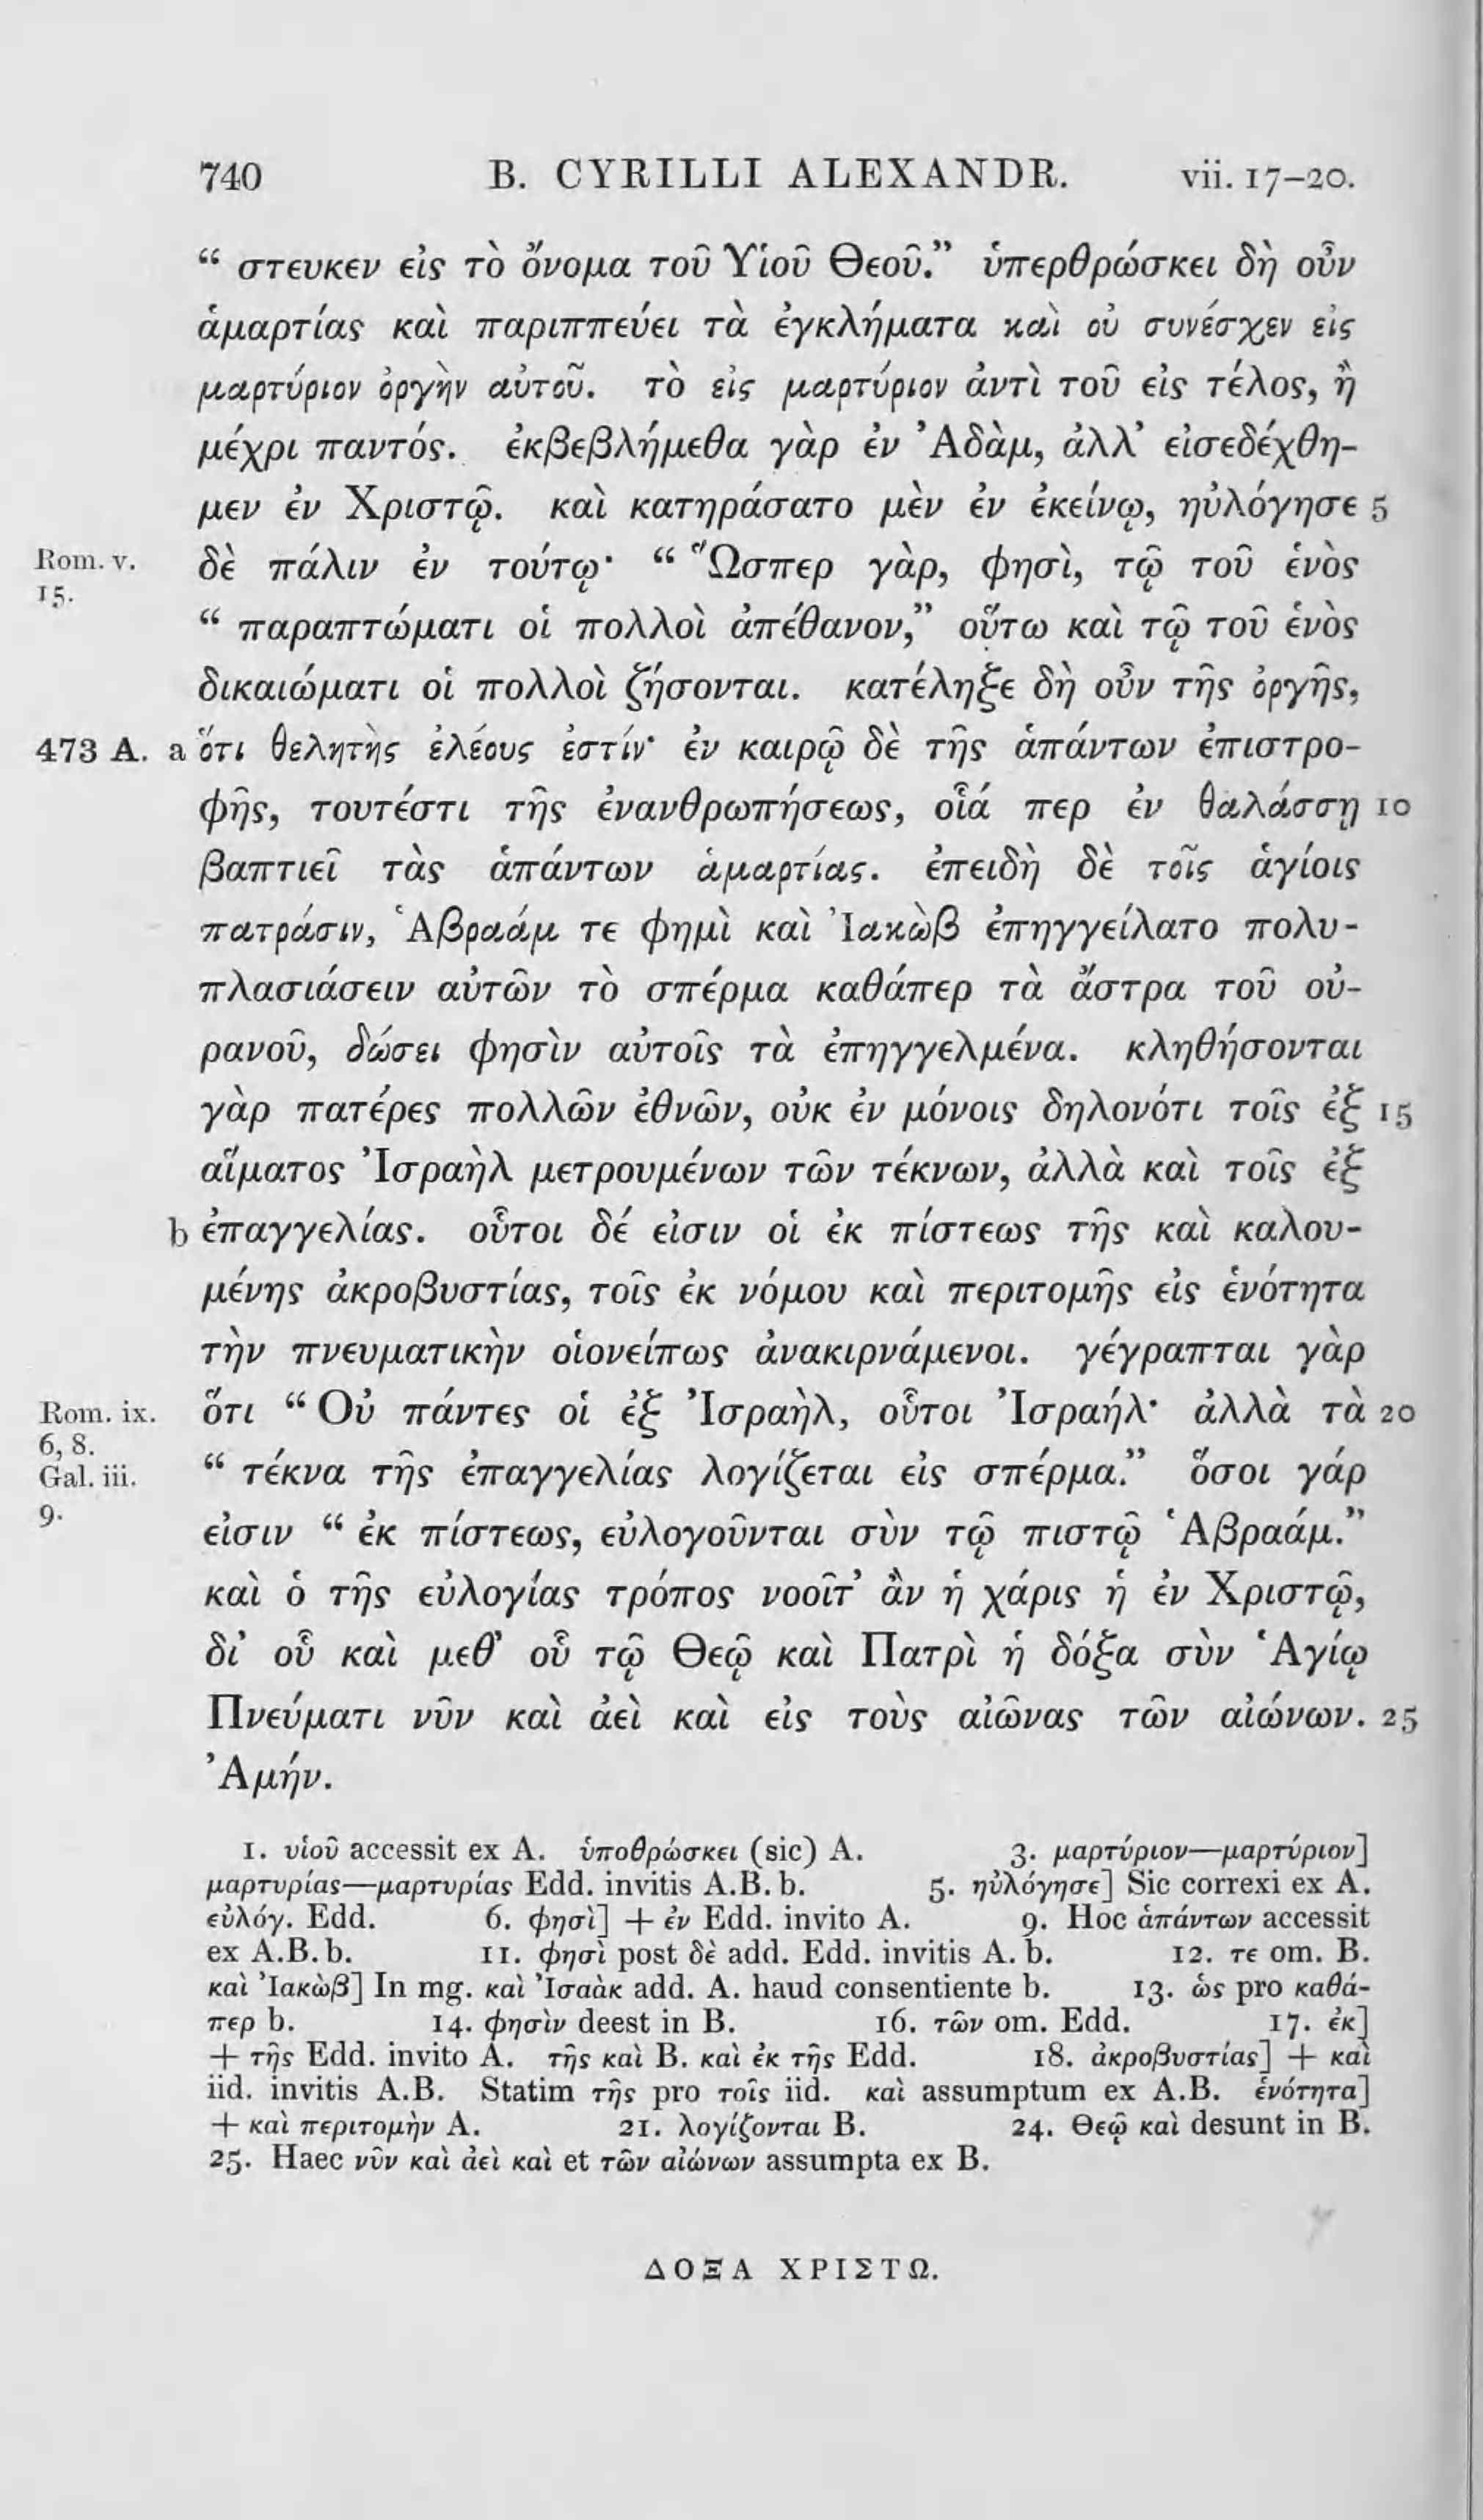 740 B. CYRILLI ALEXANDR. vii. 17-20.
“ στευκεν εἰς τὸ ὄνομα τοῦ Υἱοῦ Θεοῦ.” ὑπερθρώσκει δὴ οὖν
ἁμαρτίας καὶ παριππεύει τὰ ἐγκλήματα καὶ οὐ συνέσχεν εἰς
μαρτύριον ὀργὴν αὐτοῦ. τὸ εἰς μαρτύριον ἀντὶ τοῦ εἰς τέλος, ἢ
μέχρι παντός. ἐκβεβλήμεθα γὰρ ἐν Ἀδὰμ, ἀλλ’ εἰσεδέχθη-
μεν ἐν Χριστῷ. καὶ κατηράσατο μὲν ἐν ἐκείνῳ, ηὐλόγησε 5
Rom. v. δὲ πάλιν ἐν τούτῳ· “ Ὥσπερ γὰρ, φησὶ, τῷ τοῦ ἑνὸς
15.
“ παραπτώματι οἱ πολλοὶ ἀπέθανον,” οὕτω καὶ τῷ τοῦ ἑνὸς
δικαιώματι οἱ πολλοὶ ζήσονται. κατέληξε δὴ οὖν τῆς ὀργῆς,
473 A. a ὅτι θελητὴς ἐλέους ἐστίν· ἐν καιρῷ δὲ τῆς ἁπάντων ἐπιστρο-
φῆς, τουτέστι τῆς ἐνανθρωπήσεως, οἷά περ ἐν θαλάσσῃ 10
βαπτιεῖ τὰς ἁπάντων ἁμαρτίας. ἐπειδὴ δὲ τοῖς ἁγίοις
πατράσιν, Ἁβραάμ τε φημὶ καὶ Ἰακὼβ ἐπηγγείλατο πολυ-
πλασιάσειν αὐτῶν τὸ σπέρμα καθάπερ τὰ ἄστρα τοῦ οὐ-
ρανοῦ, δώσει φησὶν αὐτοῖς τὰ ἐπηγγελμένα. κληθήσονται
γὰρ πατέρες πολλῶν ἐθνῶν, οὐκ ἐν μόνοις δηλονότι τοῖς ἐξ 15
αἵματος Ἰσραὴλ μετρουμένων τῶν τέκνων, ἀλλὰ καὶ τοῖς ἐξ
b ἐπαγγελίας. οὗτοι δέ εἰσιν οἱ ἐκ πίστεως τῆς καὶ καλου-
μένης ἀκροβυστίας, τοῖς ἐκ νόμου καὶ περιτομῆς εἰς ἑνότητα
τὴν πνευματικὴν οἱονείπως ἀνακιρνάμενοι. γέγραπται γὰρ
Rom. ix. ὅτι “ Οὐ πάντες οἱ ἐξ Ἰσραὴλ, οὗτοι Ἰσραήλ· ἀλλὰ τὰ 20
6, 8.
Gal. iii. “ τέκνα τῆς ἐπαγγελίας λογίζεται εἰς σπέρμα.” ὅσοι γάρ
9.
εἰσιν “ ἐκ πίστεως, εὐλογοῦνται σὺν τῷ πιστῷ Ἁβραάμ.”
καὶ ὁ τῆς εὐλογίας τρόπος νοοῖτ’ ἂν ἡ χάρις ἡ ἐν Χριστῷ,
δι’ οὗ καὶ μεθ’ οὗ τῷ Θεῷ καὶ Πατρὶ ἡ δόξα σὺν Ἁγίῳ
Πνεύματι νῦν καὶ ἀεὶ καὶ εἰς τοὺς αἰῶνας τῶν αἰώνων. 25
Ἀμήν.
1. υἱοῦ accessit ex A. ὑποθρώσκει (sic) A. 3. μαρτύριον—μαρτύριον]
μαρτυρίας—μαρτυρίας Edd. invitis A.B. b. 5. ηὐλόγησε] Sic correxi ex A.
εὐλόγ. Edd. 6. φησὶ] + ἐν Edd. invito A. 9. Hoc ἁπάντων accessit
ex A.B. b. 11. φησὶ post δὲ add. Edd. invitis A. b. 12. τε om. B.
καὶ Ἰακὼβ] In mg. καὶ Ἰσαὰκ add. A. haud consentiente b. 13. ὡς pro καθά-
περ b. 14. φησὶν deest in B. 16. τῶν om. Edd. 17. ἐκ]
+ τῆς Edd. invito A. τῆς καὶ B. καὶ ἐκ τῆς Edd. 18. ἀκροβυστίας] + καὶ
iid. invitis A.B. Statim τῆς pro τοῖς iid. καὶ assumptum ex A.B. ἑνότητα]
+ καὶ περιτομὴν A. 21. λογίζονται B. 24. Θεῷ καὶ desunt in B.
25. Haec νῦν καὶ ἀεὶ καὶ et τῶν αἰώνων assumpta ex B.
ΔΟΞΑ ΧΡΙΣΤΩ.